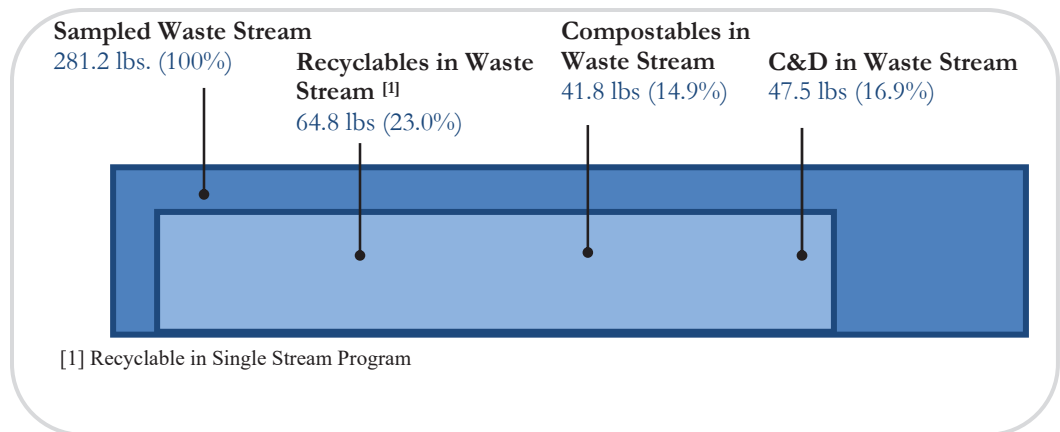 Sampled Waste Stream
281.2 lbs. (100%)
Recyclables in Waste
Stream [1]
64.8 lbs (23.0%)
Compostables in
Waste Stream
41.8 lbs (14.9%)
C&D in Waste Stream
47.5 lbs (16.9%)
[1] Recyclable in Single Stream Program